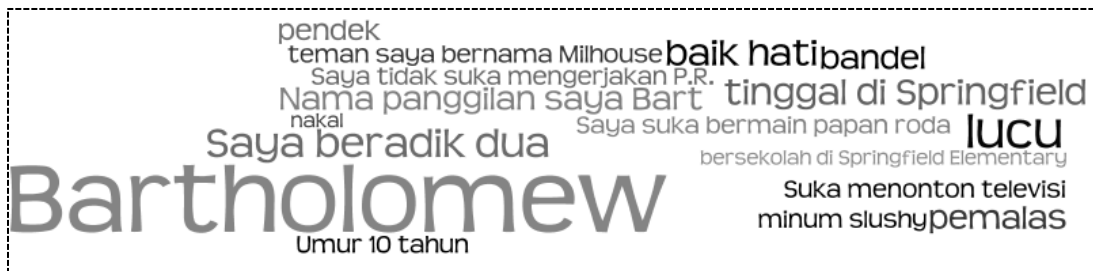 pendek
teman saya bernama Milhouse baik hati bandel
Saya tidak suka mengerjakan P.R.
Nama panggilan saya Bart tinggal di Springfield
nakal
Saya suka bermain papan roda lucu
Saya beradik dua
bersekolah di Springfield Elementary
Bartholomew
Suka menonton televisi
minum slushy pemalas
Umur 10 tahun